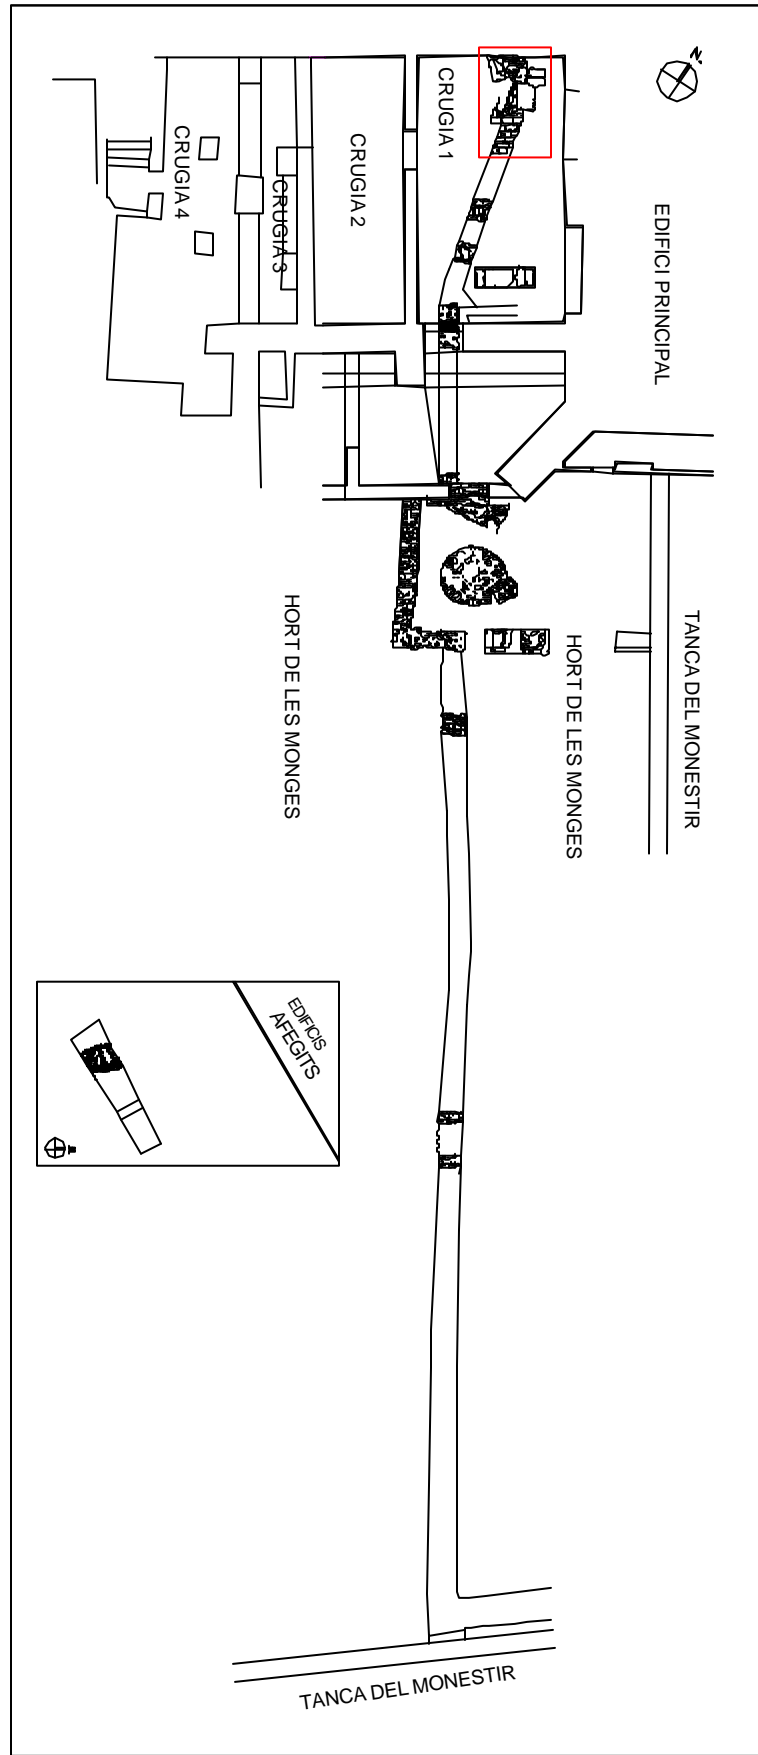 N.
CRUGIA 1
CRUGIA 2
CRUGIA 3
CRUGIA 4
EDIFICI PRINCIPAL
HORT DE LES MONGES
HORT DE LES MONGES
TANCA DEL MONESTIR
EDIFICIS
AFEGITS
TANCA DEL MONESTIR